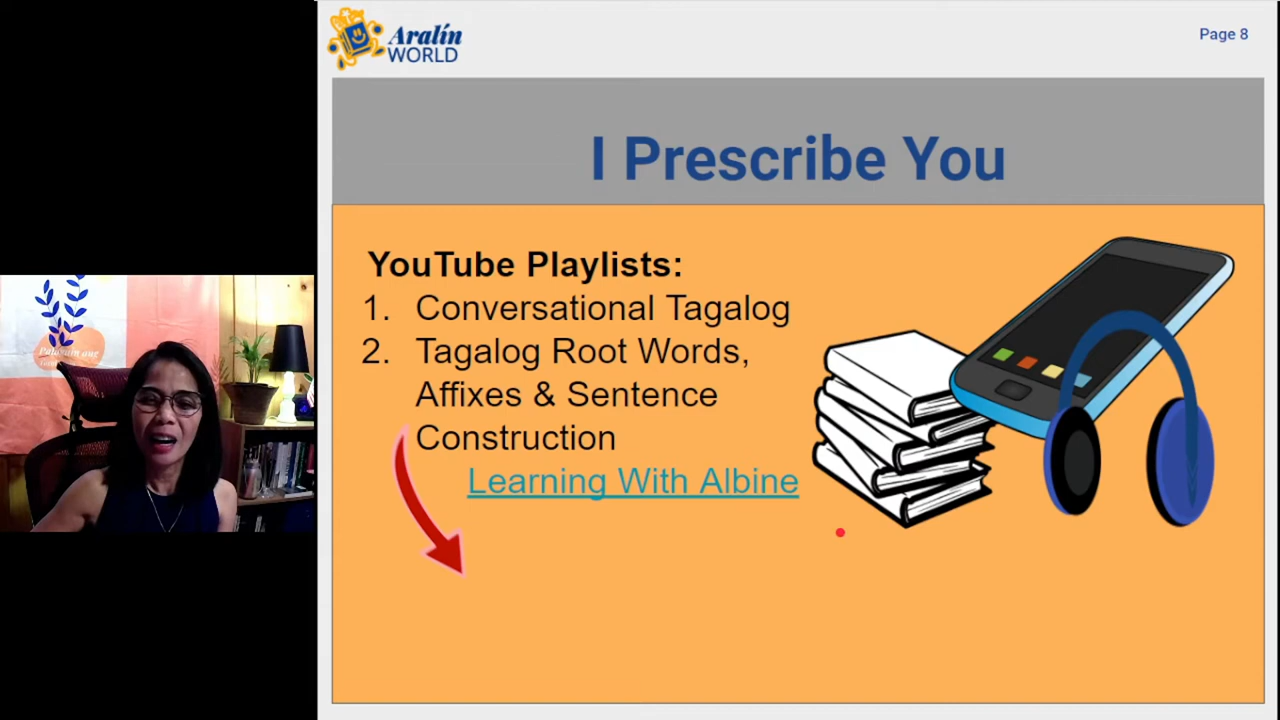 Aralín
WORLD
Page 8
I Prescribe You
YouTube Playlists:
1. Conversational Tagalog
2. Tagalog Root Words,
Affixes & Sentence
Construction
Learning With Albine